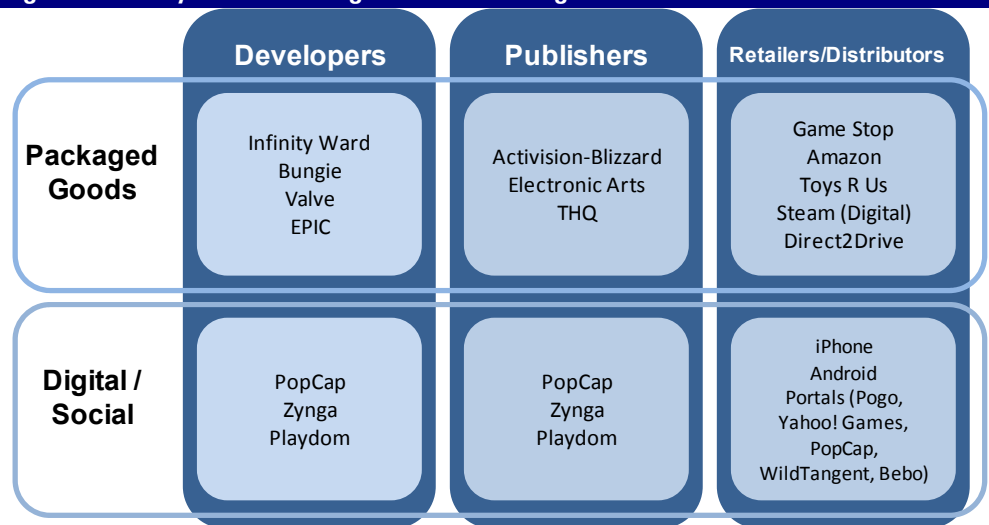 Developers
Publishers
Retailers/Distributors
Packaged
Goods
Infinity Ward
Bungie
Valve
EPIC
Activision-Blizzard
Electronic Arts
THQ
Game Stop
Amazon
Toys R Us
Steam (Digital)
Direct2Drive
Digital /
Social
PopCap
Zynga
Playdom
PopCap
Zynga
Playdom
iPhone
Android
Portals (Pogo,
Yahoo! Games,
PopCap,
WildTangent, Bebo)